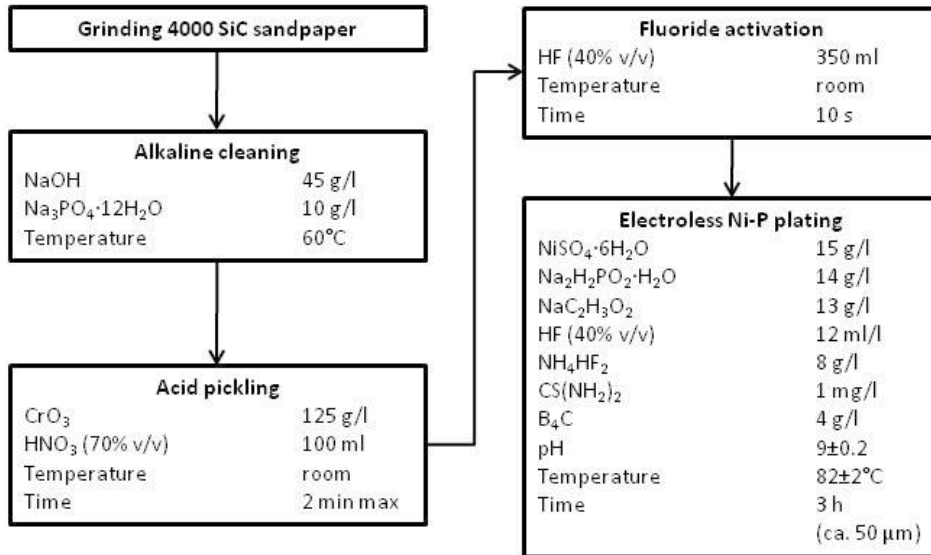 Grinding 4000 SiC sandpaper
Alkaline cleaning
NaOH 45 g/l
Na₃PO₄·12H₂O 10 g/l
Temperature 60°C
Acid pickling
CrO₃ 125 g/l
HNO₃ (70% v/v) 100 ml
Temperature room
Time 2 min max
Fluoride activation
HF (40% v/v) 350 ml
Temperature room
Time 10 s
Electroless Ni-P plating
NiSO₄·6H₂O 15 g/l
Na₂H₂PO₂·H₂O 14 g/l
NaC₂H₃O₂ 13 g/l
HF (40% v/v) 12 ml/l
NH₄HF₂ 8 g/l
CS(NH₂)₂ 1 mg/l
B₄C 4 g/l
pH 9±0.2
Temperature 82±2°C
Time 3 h
(ca. 50 µm)